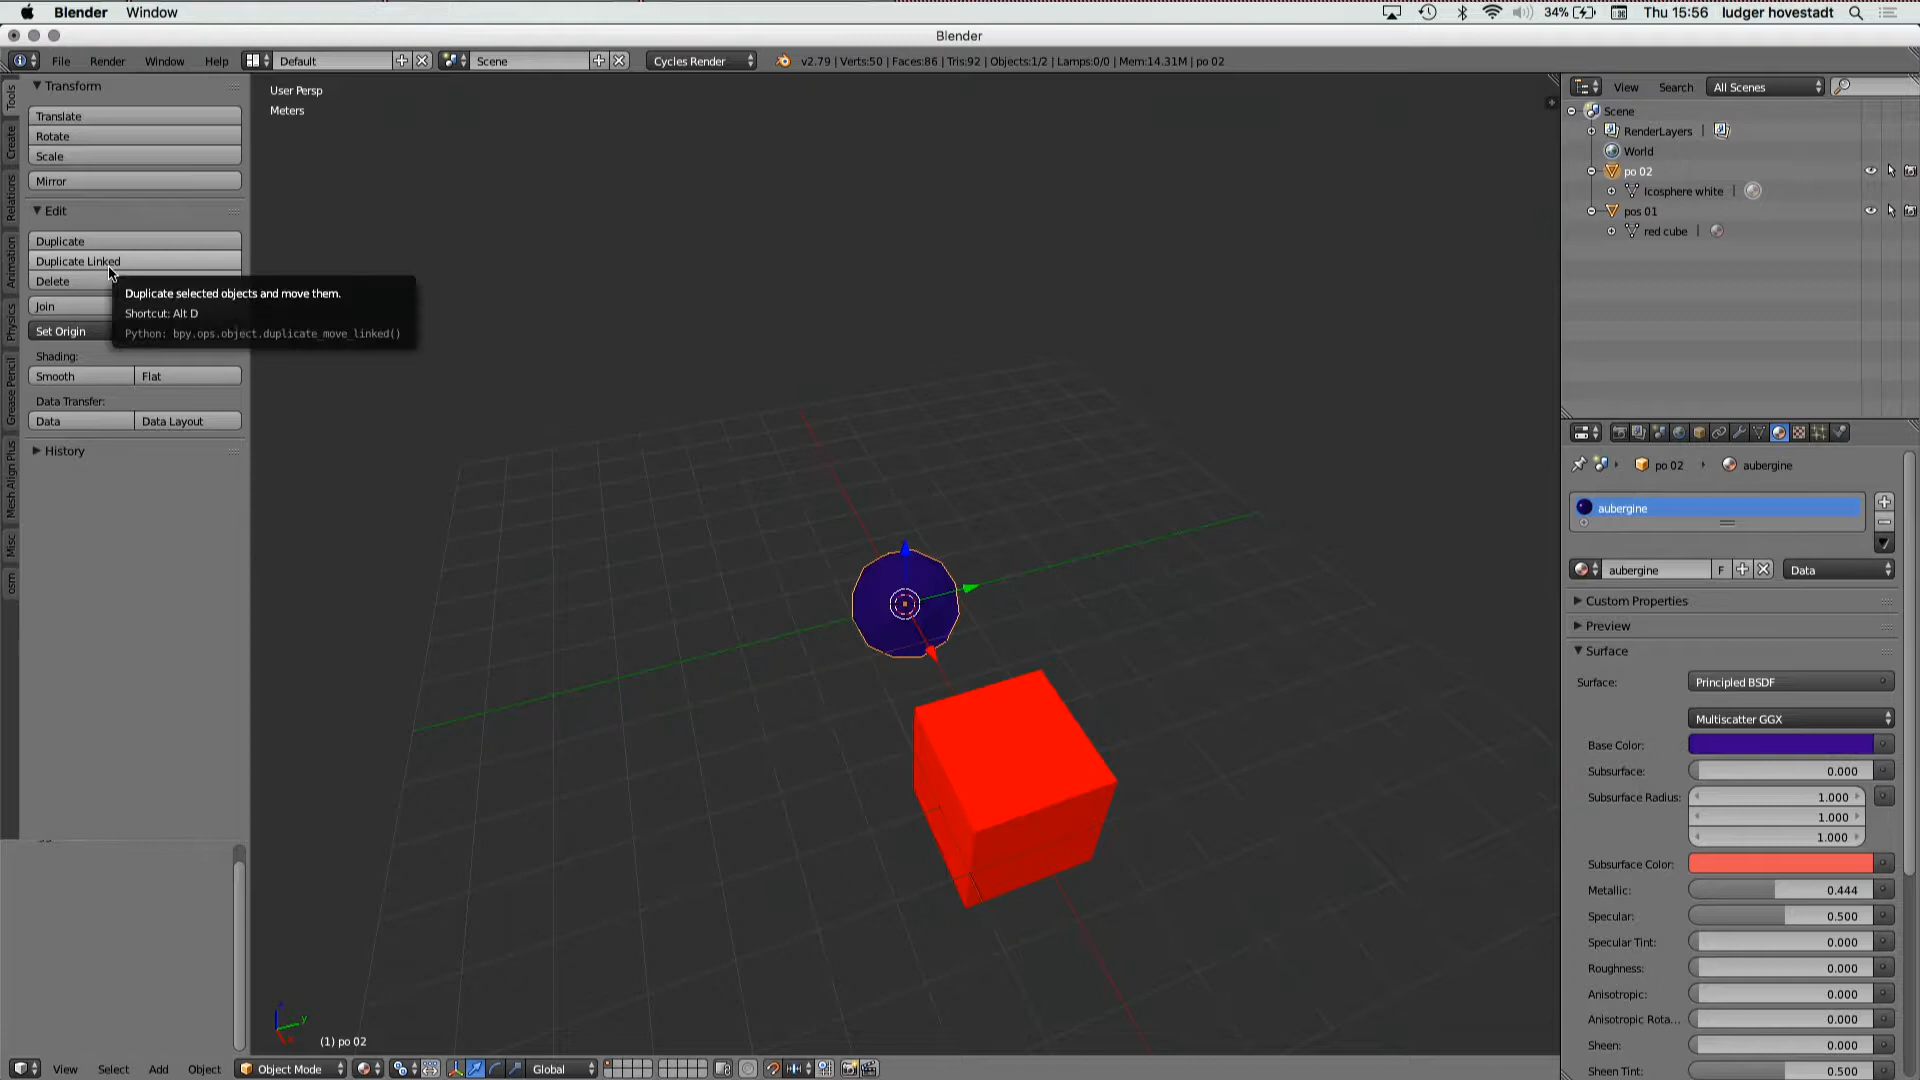 Blender Window 34% Thu 15:56 ludger hovestadt
Blender
File Render Window Help Default Scene Cycles Render v2.79 | Verts:50 | Faces:86 | Tris:92 | Objects:1/2 | Lamps:0/0 | Mem:14.31M | po 02
Tools
Create
Relations
Animation
Physics
Grease Pencil
Mesh Align Plus
Misc
osm
Transform
Translate
Rotate
Scale
Mirror
Edit
Duplicate
Duplicate Linked
Delete
Join
Set Origin
Duplicate selected objects and move them.
Shortcut: Alt D
Python: bpy.ops.object.duplicate_move_linked()
Shading:
Smooth Flat
Data Transfer:
Data Data Layout
History
User Persp
Meters
(1) po 02
View Select Add Object Object Mode Global
View Search All Scenes
Scene
RenderLayers |
World
po 02
Icosphere white |
pos 01
red cube |
po 02 aubergine
aubergine
aubergine F Data
Custom Properties
Preview
Surface
Surface: Principled BSDF
Multiscatter GGX
Base Color:
Subsurface: 0.000
Subsurface Radius: 1.000
1.000
1.000
Subsurface Color:
Metallic: 0.444
Specular: 0.500
Specular Tint: 0.000
Roughness: 0.000
Anisotropic: 0.000
Anisotropic Rota... 0.000
Sheen: 0.000
Sheen Tint: 0.500